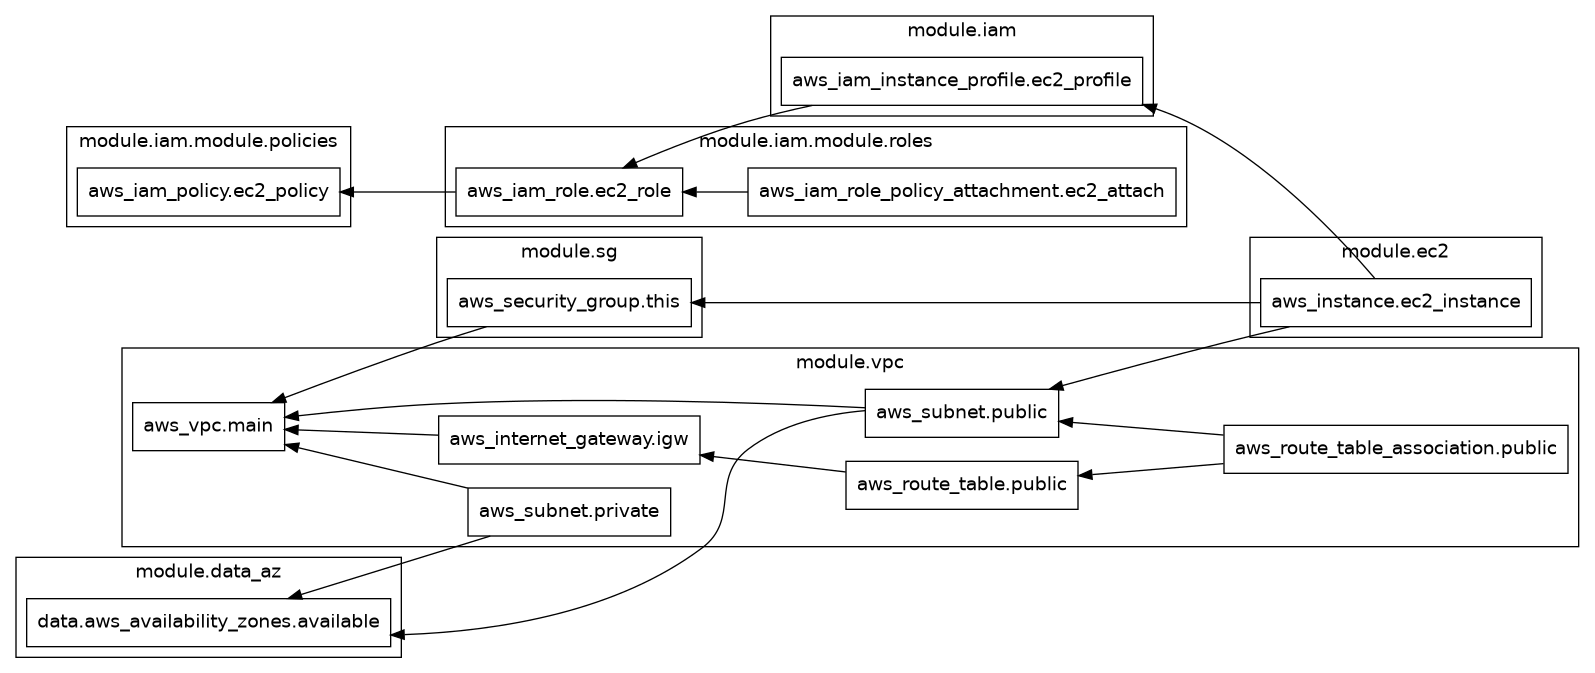 module.iam
aws_iam_instance_profile.ec2_profile
module.iam.module.policies
aws_iam_policy.ec2_policy
module.iam.module.roles
aws_iam_role.ec2_role
aws_iam_role_policy_attachment.ec2_attach
module.sg
aws_security_group.this
module.ec2
aws_instance.ec2_instance
module.vpc
aws_vpc.main
aws_subnet.public
aws_internet_gateway.igw
aws_route_table_association.public
aws_route_table.public
aws_subnet.private
module.data_az
data.aws_availability_zones.available